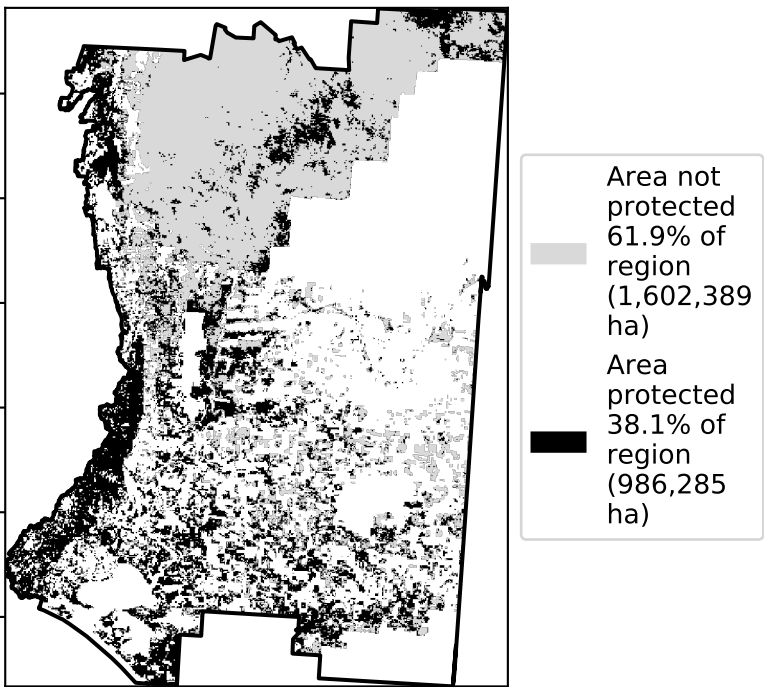 Area not
protected
61.9% of
region
(1,602,389
ha)
Area
protected
38.1% of
region
(986,285
ha)